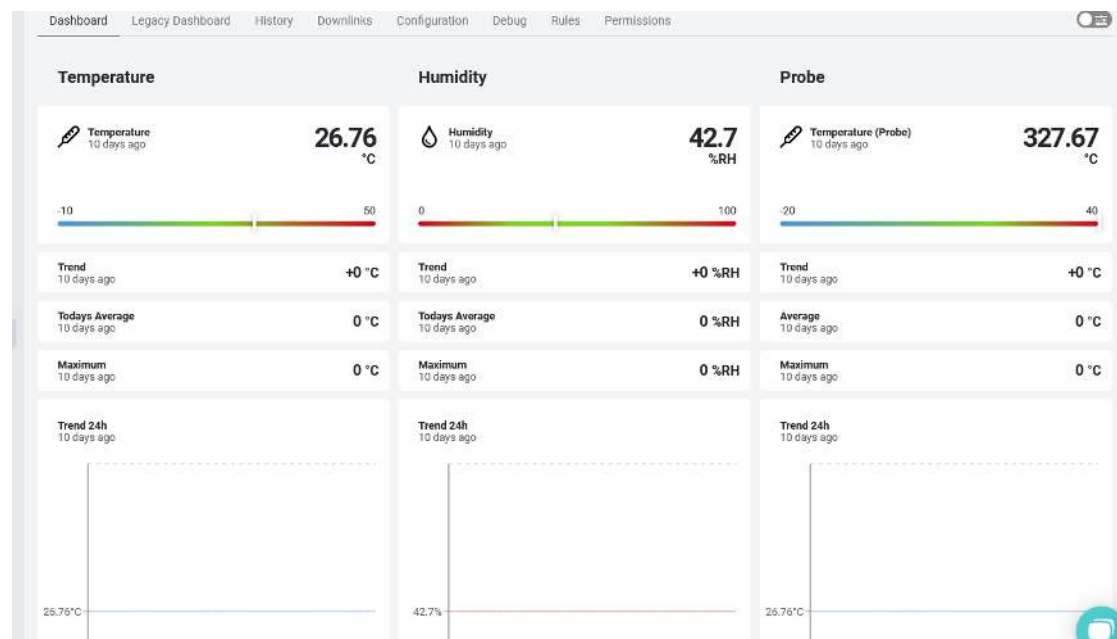 Dashboard Legacy Dashboard History Downlinks Configuration Debug Rules Permissions
Temperature
Temperature
10 days ago
26.76
°C
-10 50
Trend
10 days ago
+0 °C
Todays Average
10 days ago
0 °C
Maximum
10 days ago
0 °C
Trend 24h
10 days ago
26.76°C
Humidity
Humidity
10 days ago
42.7
%RH
0 100
Trend
10 days ago
+0 %RH
Todays Average
10 days ago
0 %RH
Maximum
10 days ago
0 %RH
Trend 24h
10 days ago
42.7%
Probe
Temperature (Probe)
10 days ago
327.67
°C
-20 40
Trend
10 days ago
+0 °C
Average
10 days ago
0 °C
Maximum
10 days ago
0 °C
Trend 24h
10 days ago
26.76°C